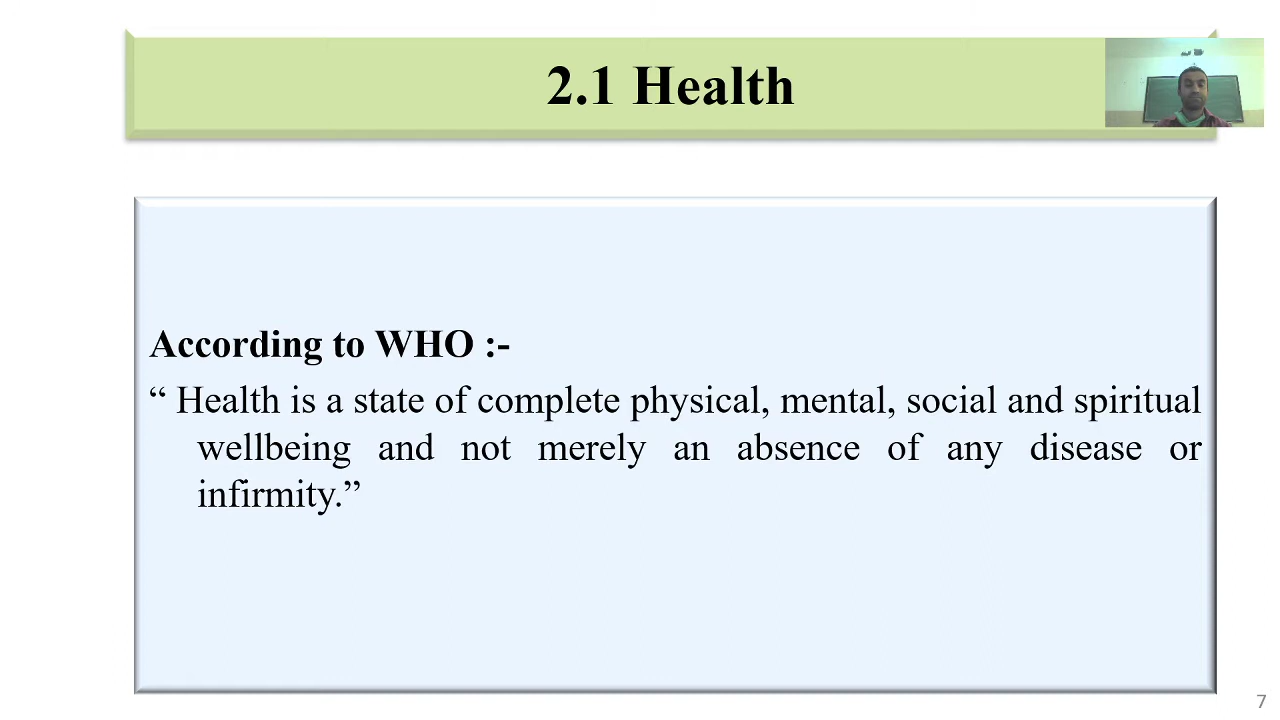 2.1 Health
According to WHO :-
“ Health is a state of complete physical, mental, social and spiritual
wellbeing and not merely an absence of any disease or
infirmity.”
7